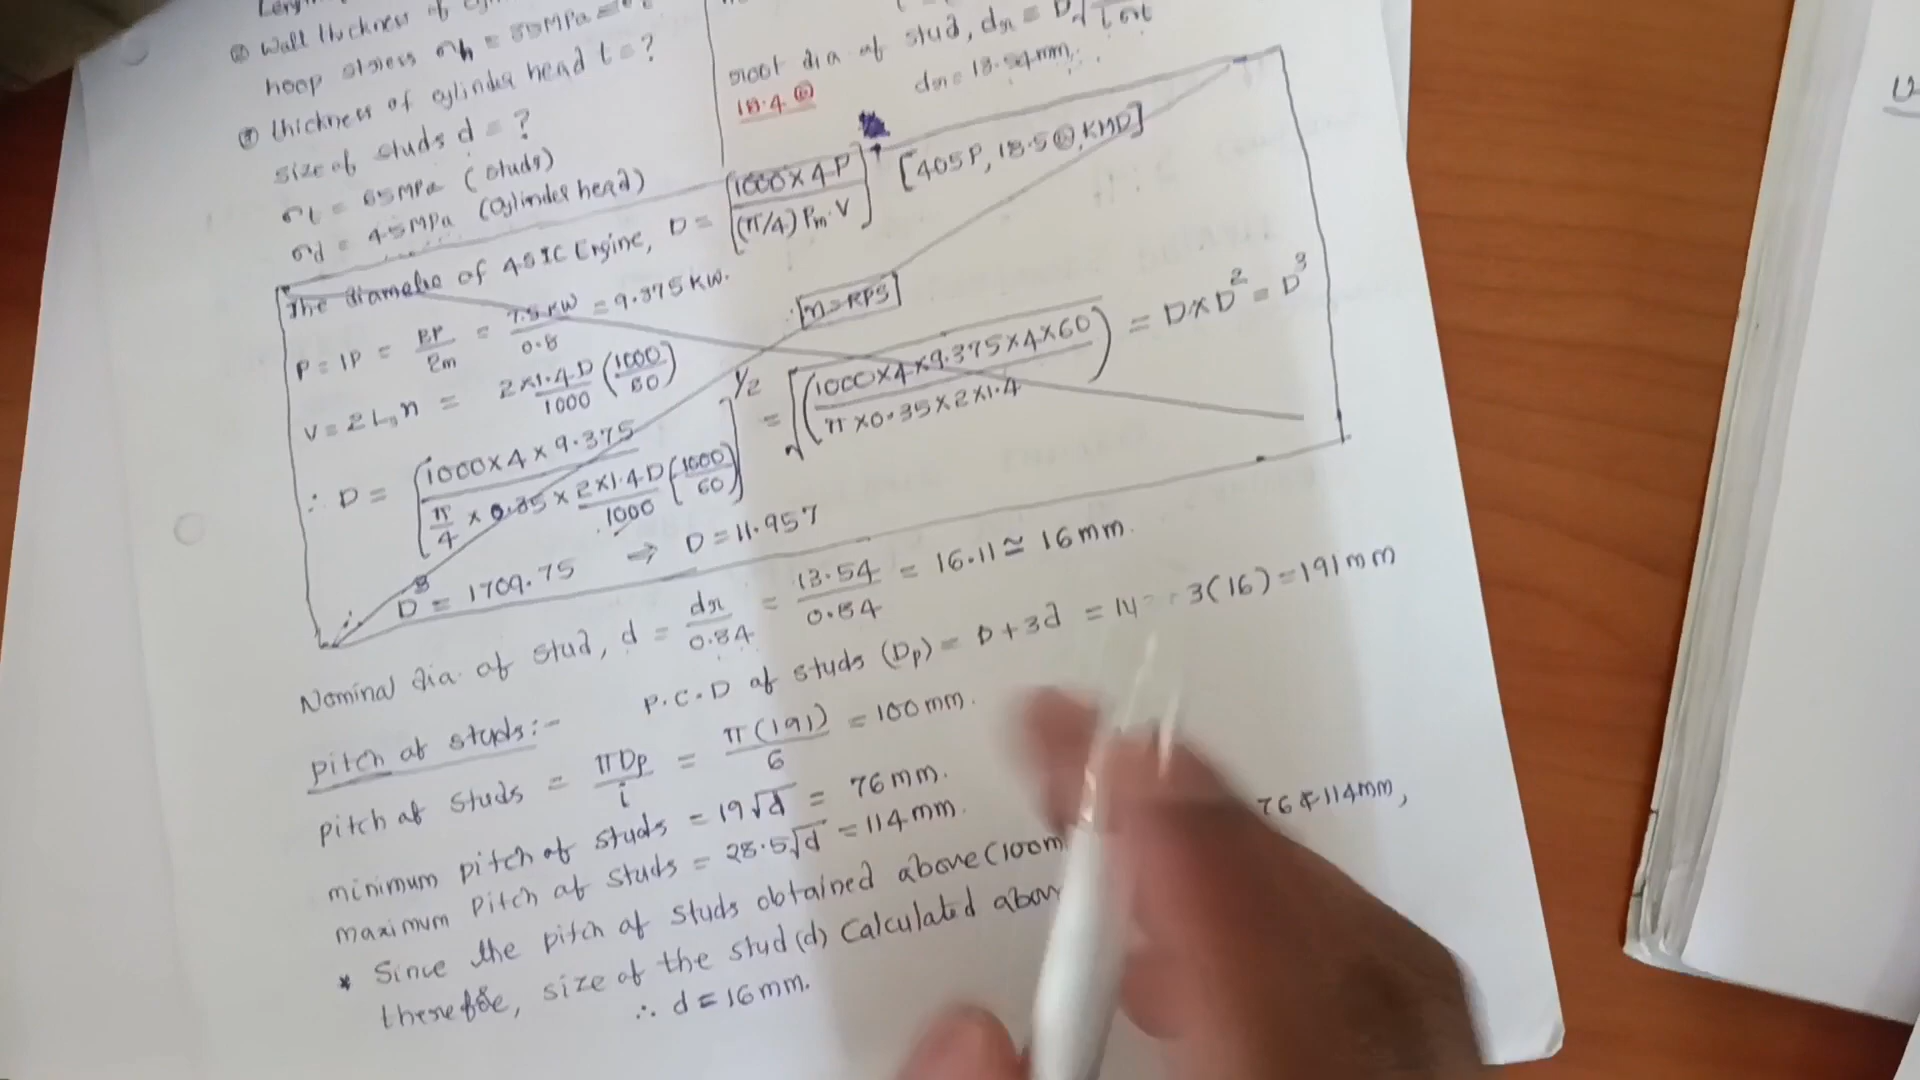 ② Wall thickness of
hoop stress σh = 35MPa =
③ thickness of cylinder head t = ?
size of studs d = ?
σt = 65MPa (studs)
σd = 45MPa (Cylinder head)
root dia of stud, dr = D√
dr = 13.54mm.
18.4
The diameter of 4S IC Engine, D = [1000×4P / (π/4) Pm·V] [405P, 18.5 KMD]
P = IP = BP/ηm = 7.5KW/0.8 = 9.375KW.
[n=RPS]
V = 2Lsn = 2×1.4D/1000 (1000/60)
∴ D = [1000×4×9.375 / π/4 × 0.35 × 2×1.4D/1000 (1000/60)]^1/2 = √(1000×4×9.375×4×60 / π×0.35×2×1.4) = D×D² = D³
D³ = 1709.75 ⇒ D = 11.957
Nominal dia. of stud, d = dr/0.84 = 13.54/0.84 = 16.11 ≃ 16mm.
P.C.D of studs (Dp) = D+3d = 14 3(16) = 191mm
pitch of studs:-
pitch of studs = πDp/i = π(191)/6 = 100mm.
minimum pitch of studs = 19√d = 76mm.
maximum pitch of studs = 28.5√d = 114mm.
* Since the pitch of studs obtained above (100m 76 & 114mm,
therefore, size of the stud (d) Calculated above
∴ d = 16mm.